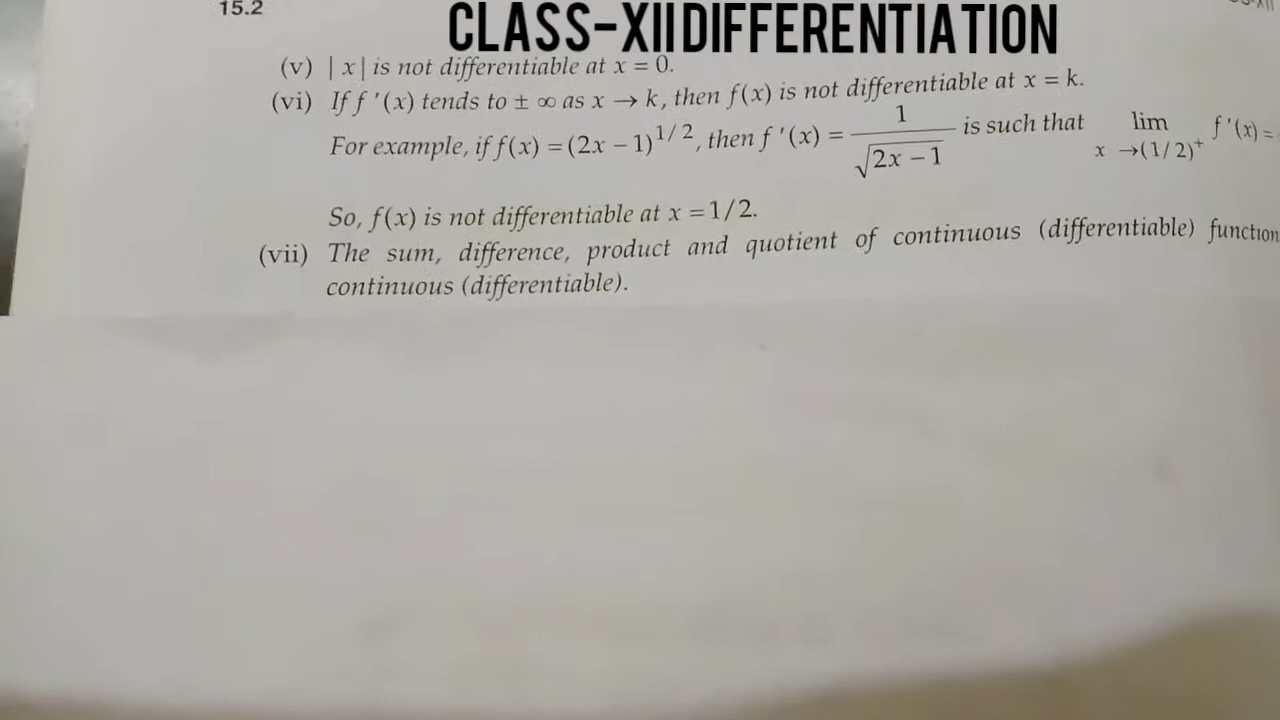 15.2
CLASS-XII DIFFERENTIATION
(v) | x | is not differentiable at x = 0.
(vi) If f '(x) tends to ± ∞ as x → k, then f(x) is not differentiable at x = k.
For example, if f(x) = (2x − 1)^{1/2}, then f '(x) = 1/√(2x − 1) is such that lim x → (1/2)⁺ f '(x) =
So, f(x) is not differentiable at x = 1/2.
(vii) The sum, difference, product and quotient of continuous (differentiable) function
continuous (differentiable).